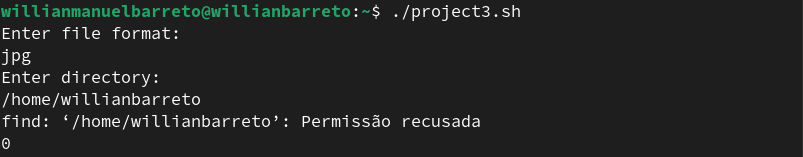 willianmanuelbarreto@willianbarreto:~$ ./project3.sh
Enter file format:
jpg
Enter directory:
/home/willianbarreto
find: ‘/home/willianbarreto’: Permissão recusada
0